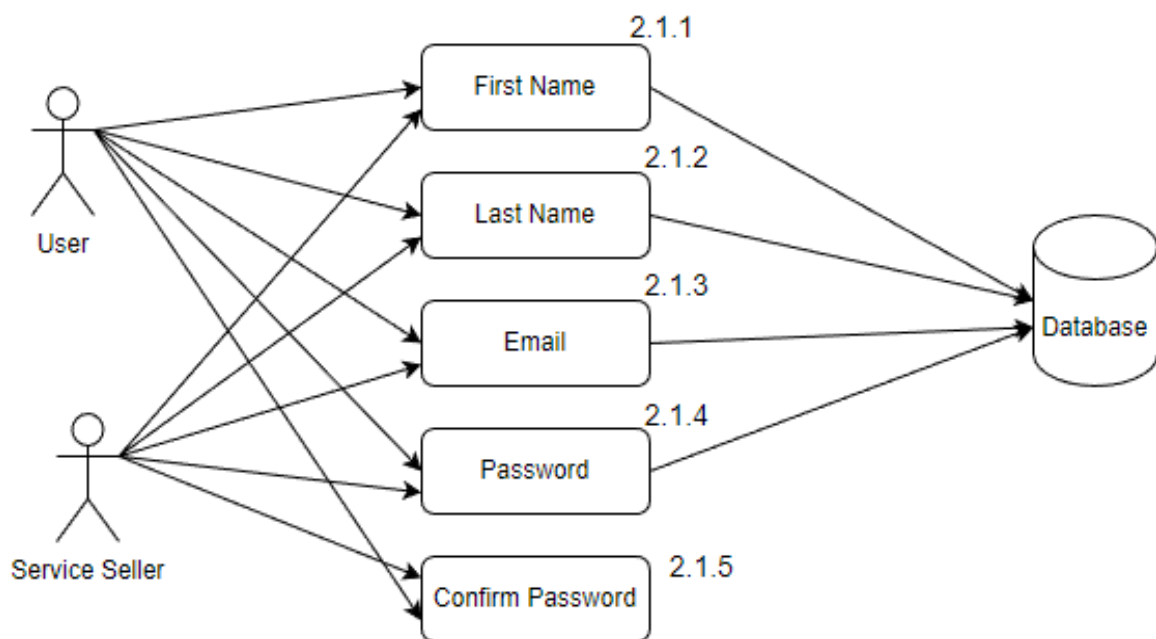 2.1.1
First Name
2.1.2
Last Name
User
2.1.3
Email
Database
2.1.4
Password
Service Seller
2.1.5
Confirm Password